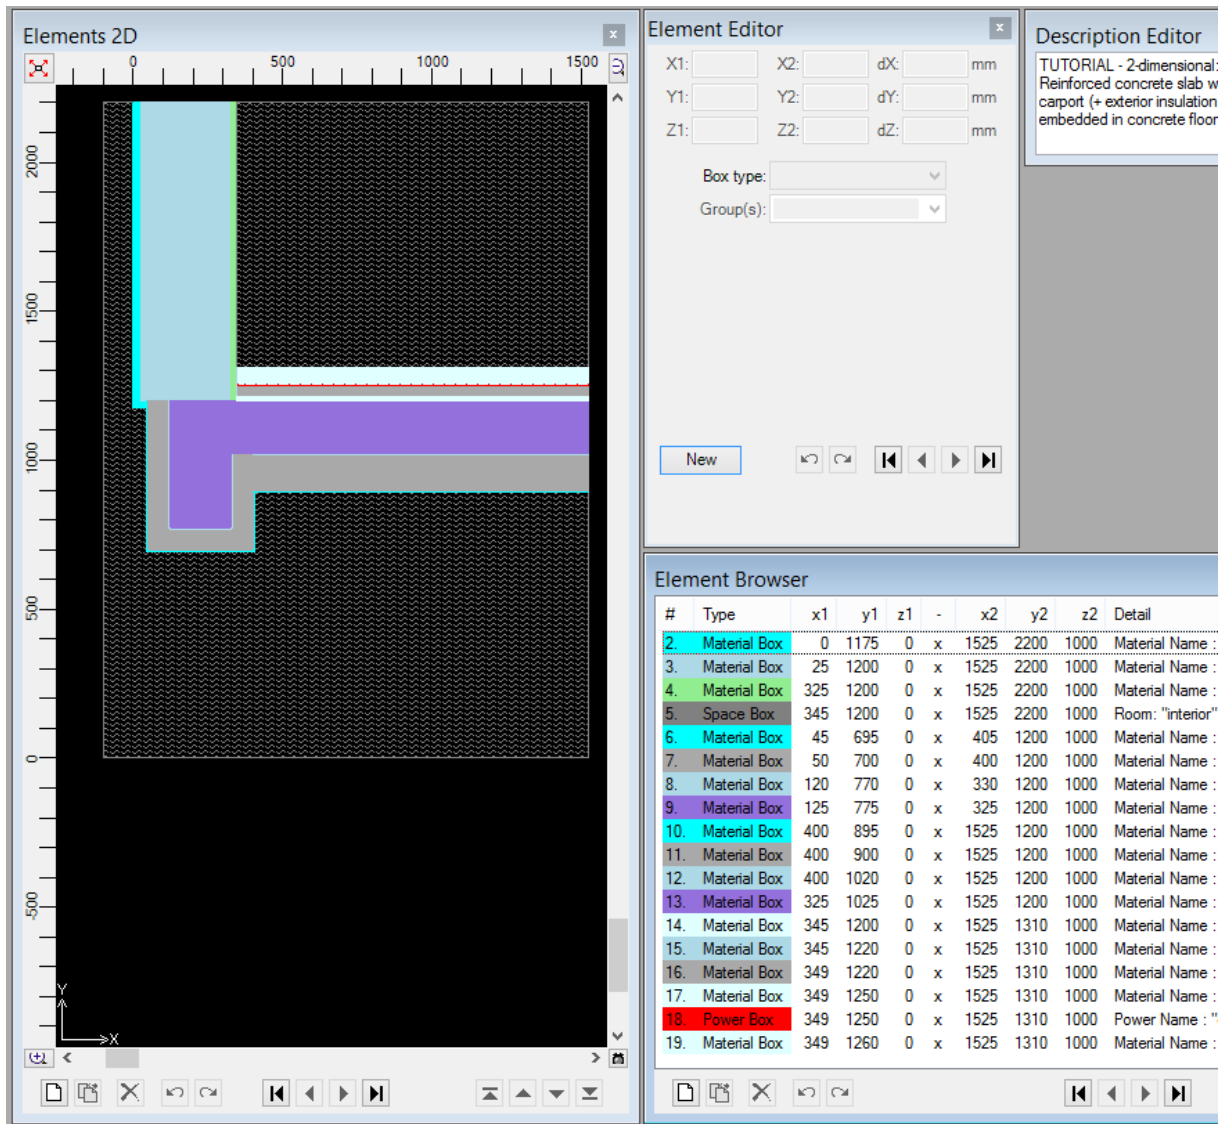 Elements 2D
0 500 1000 1500
2000
1500
1000
500
0
-500
Y
X
Element Editor
X1: X2: dX: mm
Y1: Y2: dY: mm
Z1: Z2: dZ: mm
Box type:
Group(s):
New
Description Editor
TUTORIAL - 2-dimensional:
Reinforced concrete slab w
carport (+ exterior insulation
embedded in concrete floor
Element Browser
# Type x1 y1 z1 - x2 y2 z2 Detail
2. Material Box 0 1175 0 x 1525 2200 1000 Material Name :
3. Material Box 25 1200 0 x 1525 2200 1000 Material Name :
4. Material Box 325 1200 0 x 1525 2200 1000 Material Name :
5. Space Box 345 1200 0 x 1525 2200 1000 Room: "interior"
6. Material Box 45 695 0 x 405 1200 1000 Material Name :
7. Material Box 50 700 0 x 400 1200 1000 Material Name :
8. Material Box 120 770 0 x 330 1200 1000 Material Name :
9. Material Box 125 775 0 x 325 1200 1000 Material Name :
10. Material Box 400 895 0 x 1525 1200 1000 Material Name :
11. Material Box 400 900 0 x 1525 1200 1000 Material Name :
12. Material Box 400 1020 0 x 1525 1200 1000 Material Name :
13. Material Box 325 1025 0 x 1525 1200 1000 Material Name :
14. Material Box 345 1200 0 x 1525 1310 1000 Material Name :
15. Material Box 345 1220 0 x 1525 1310 1000 Material Name :
16. Material Box 349 1220 0 x 1525 1310 1000 Material Name :
17. Material Box 349 1250 0 x 1525 1310 1000 Material Name :
18. Power Box 349 1250 0 x 1525 1310 1000 Power Name : "
19. Material Box 349 1260 0 x 1525 1310 1000 Material Name :